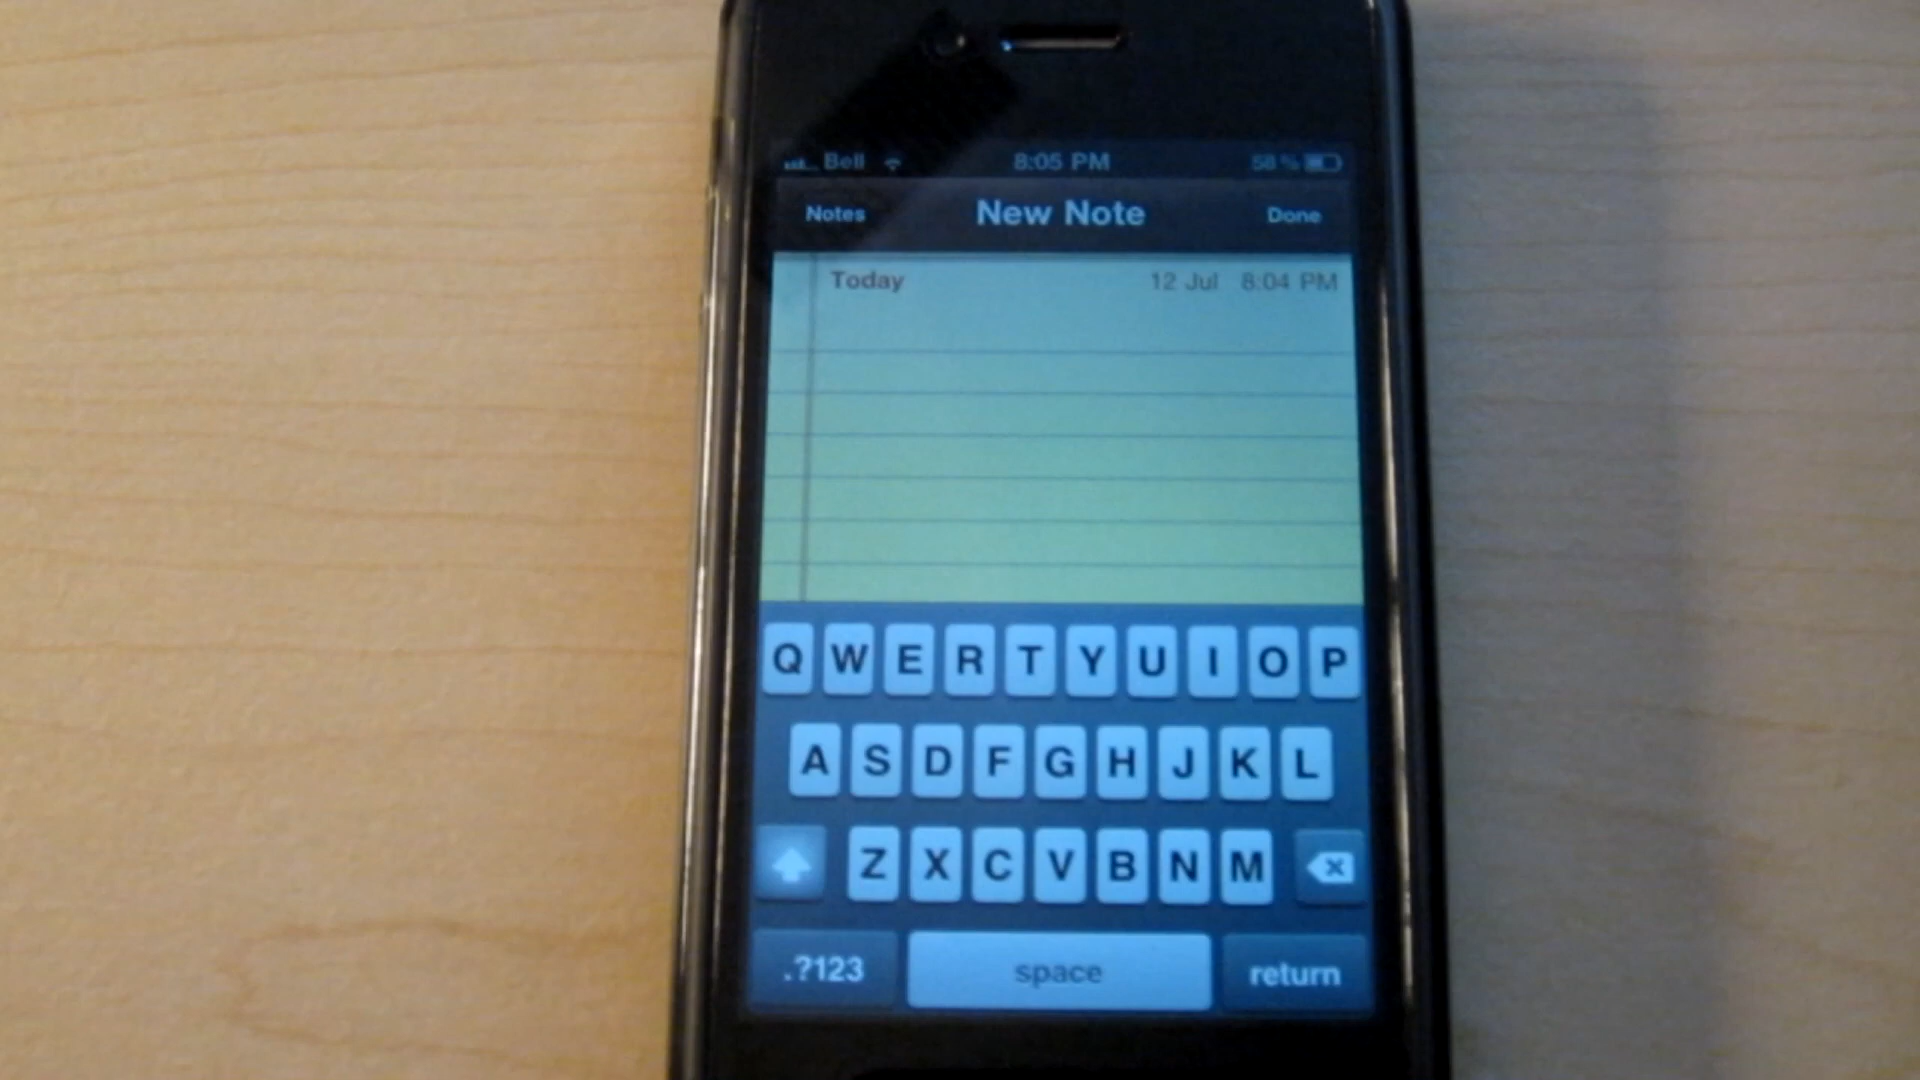 Bell 8:05 PM 58 %
Notes New Note Done
Today 12 Jul 8:04 PM
Q W E R T Y U I O P
A S D F G H J K L
Z X C V B N M
.?123 space return